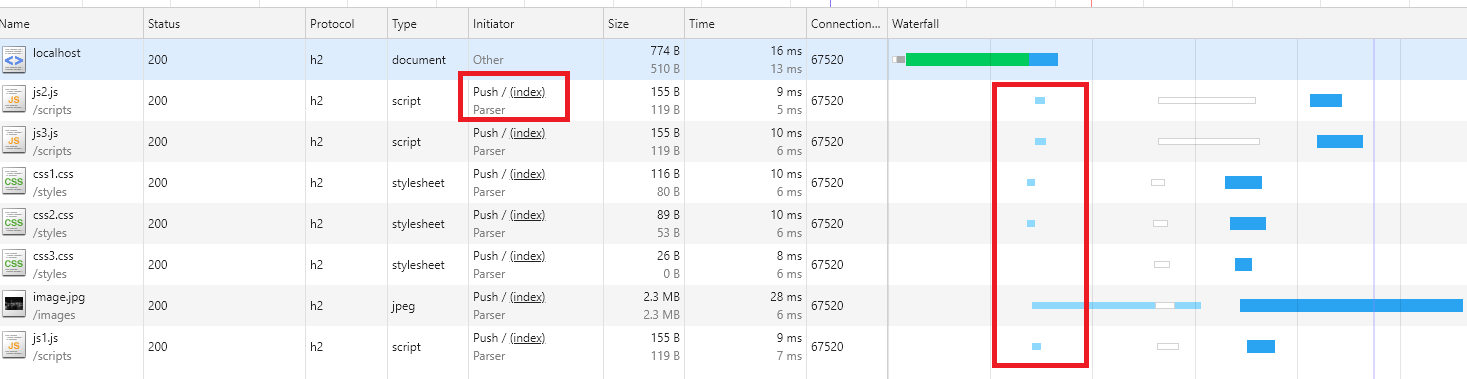 Name Status Protocol Type Initiator Size Time Connection... Waterfall
localhost 200 h2 document Other 774 B 16 ms 67520
510 B 13 ms
js2.js 200 h2 script Push / (index) 155 B 9 ms 67520
/scripts Parser 119 B 5 ms
js3.js 200 h2 script Push / (index) 155 B 10 ms 67520
/scripts Parser 119 B 6 ms
css1.css 200 h2 stylesheet Push / (index) 116 B 10 ms 67520
/styles Parser 80 B 6 ms
css2.css 200 h2 stylesheet Push / (index) 89 B 10 ms 67520
/styles Parser 53 B 6 ms
css3.css 200 h2 stylesheet Push / (index) 26 B 8 ms 67520
/styles Parser 0 B 6 ms
image.jpg 200 h2 jpeg Push / (index) 2.3 MB 28 ms 67520
/images Parser 2.3 MB 6 ms
js1.js 200 h2 script Push / (index) 155 B 9 ms 67520
/scripts Parser 119 B 7 ms